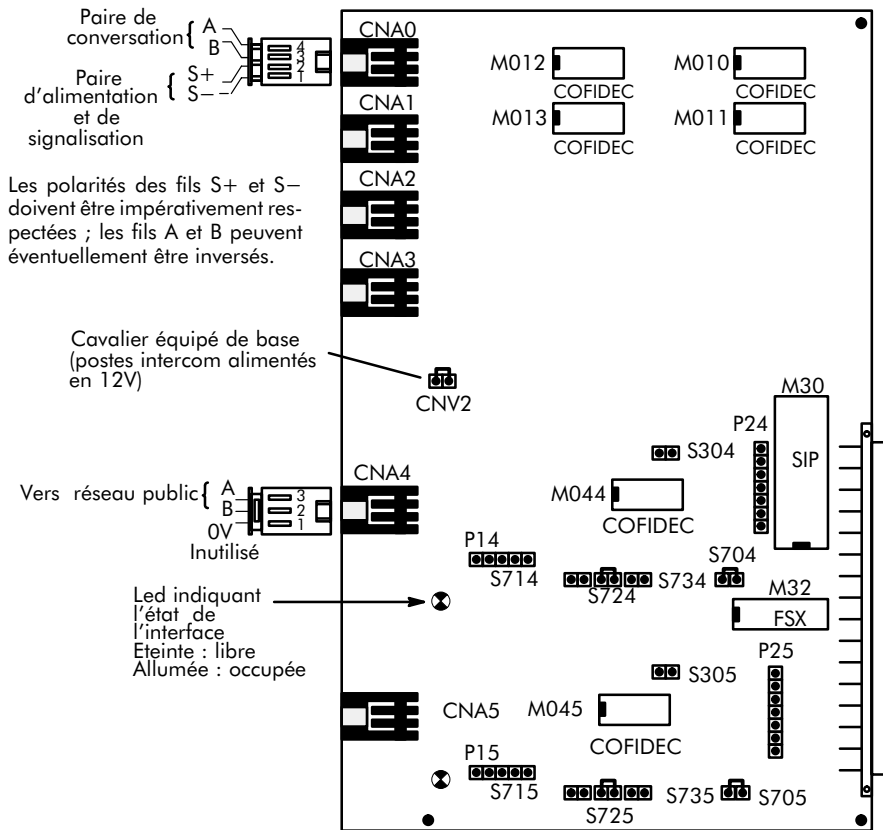 Paire de
conversation { A
B
4
3
2
1
Paire
d'alimentation
et de
signalisation
{ S+
S−
CNA0
CNA1
CNA2
CNA3
Les polarités des fils S+ et S−
doivent être impérativement res-
pectées ; les fils A et B peuvent
éventuellement être inversés.
M012
COFIDEC
M010
COFIDEC
M013
COFIDEC
M011
COFIDEC
Cavalier équipé de base
(postes intercom alimentés
en 12V)
CNV2
M30
SIP
P24
S304
M044
COFIDEC
CNA4
Vers réseau public { A
B
0V
Inutilisé
3
2
1
P14
S714
S724
S734
S704
M32
FSX
Led indiquant
l'état de
l'interface
Eteinte : libre
Allumée : occupée
P25
S305
CNA5
M045
COFIDEC
P15
S715
S725
S735
S705